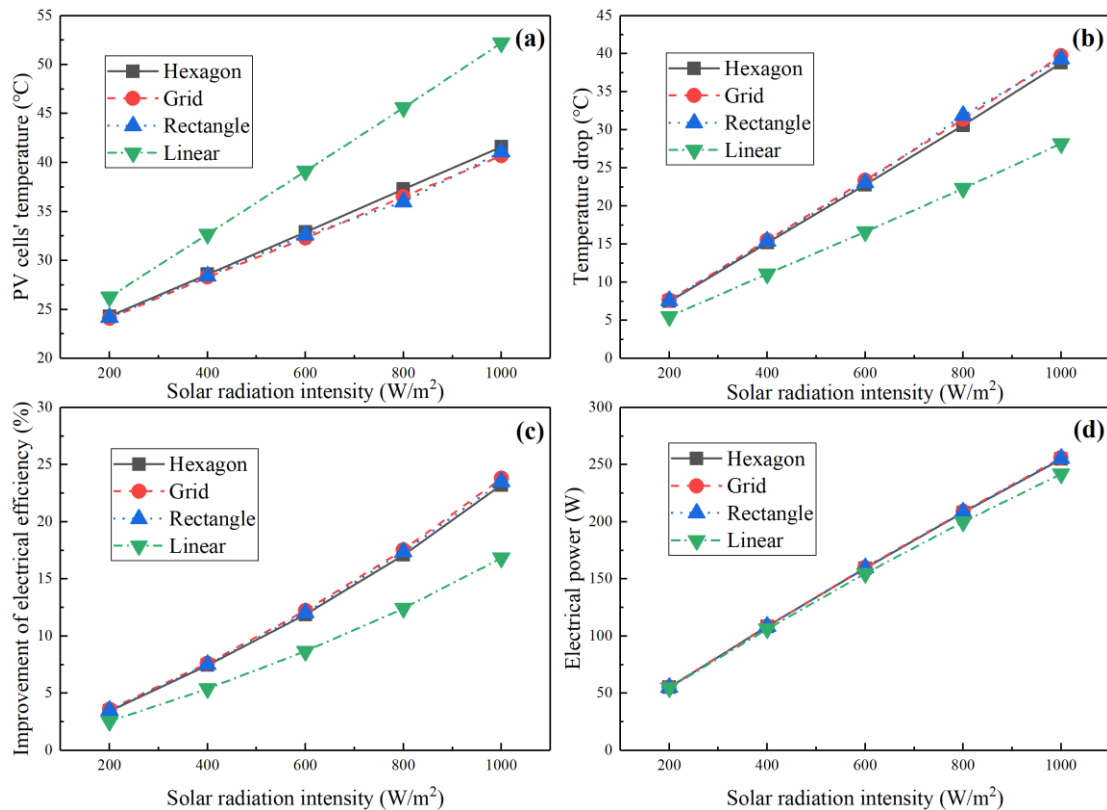 (a)
PV cells' temperature (°C)
55
50
45
40
35
30
25
20
Hexagon
Grid
Rectangle
Linear
200 400 600 800 1000
Solar radiation intensity (W/m²)
(b)
Temperature drop (°C)
45
40
35
30
25
20
15
10
5
0
Hexagon
Grid
Rectangle
Linear
200 400 600 800 1000
Solar radiation intensity (W/m²)
(c)
Improvement of electrical efficiency (%)
30
25
20
15
10
5
0
Hexagon
Grid
Rectangle
Linear
200 400 600 800 1000
Solar radiation intensity (W/m²)
(d)
Electrical power (W)
300
250
200
150
100
50
0
Hexagon
Grid
Rectangle
Linear
200 400 600 800 1000
Solar radiation intensity (W/m²)